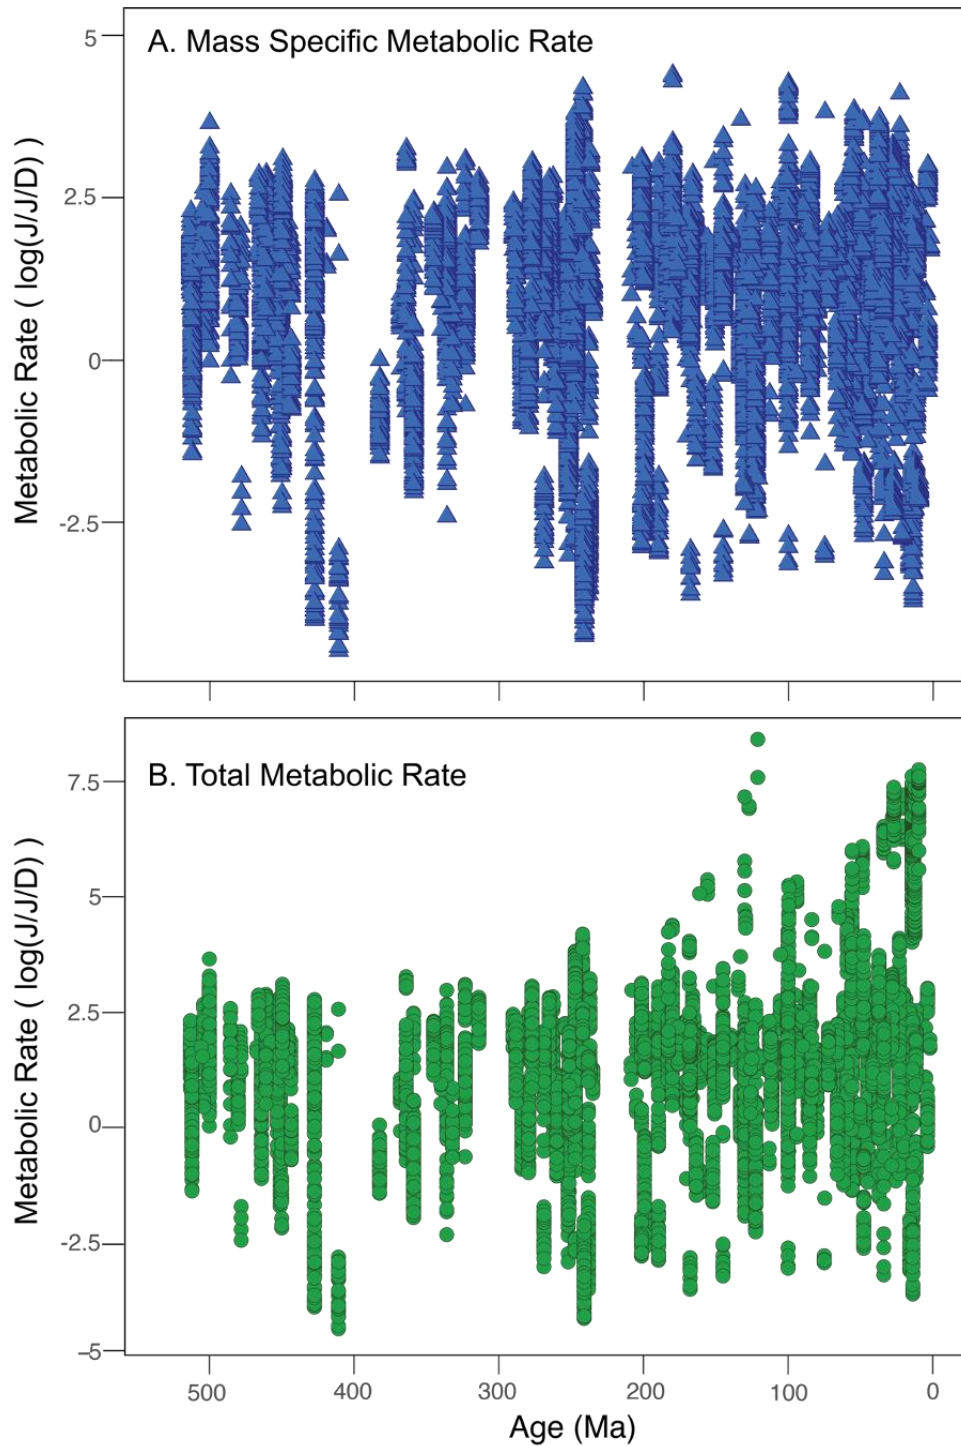 A. Mass Specific Metabolic Rate
5
2.5
0
-2.5
Metabolic Rate ( log(J/J/D) )
B. Total Metabolic Rate
7.5
5
2.5
0
-2.5
-5
Metabolic Rate ( log(J/J/D) )
500 400 300 200 100 0
Age (Ma)